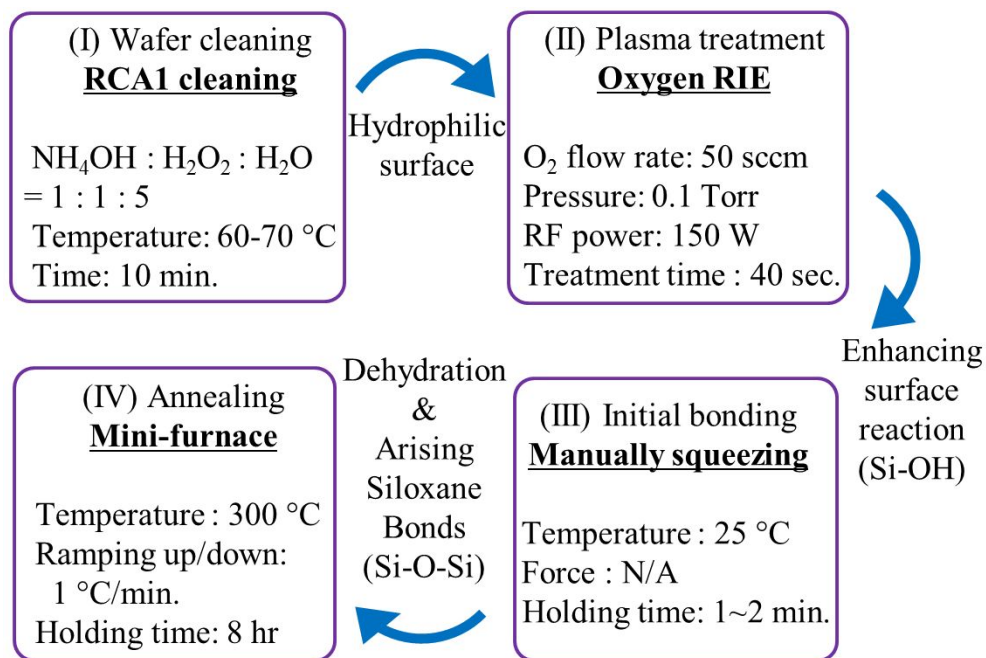 (I) Wafer cleaning
RCA1 cleaning
NH₄OH : H₂O₂ : H₂O
= 1 : 1 : 5
Temperature: 60-70 °C
Time: 10 min.
Hydrophilic
surface
(II) Plasma treatment
Oxygen RIE
O₂ flow rate: 50 sccm
Pressure: 0.1 Torr
RF power: 150 W
Treatment time : 40 sec.
Enhancing
surface
reaction
(Si-OH)
(III) Initial bonding
Manually squeezing
Temperature : 25 °C
Force : N/A
Holding time: 1~2 min.
Dehydration
&
Arising
Siloxane
Bonds
(Si-O-Si)
(IV) Annealing
Mini-furnace
Temperature : 300 °C
Ramping up/down:
1 °C/min.
Holding time: 8 hr